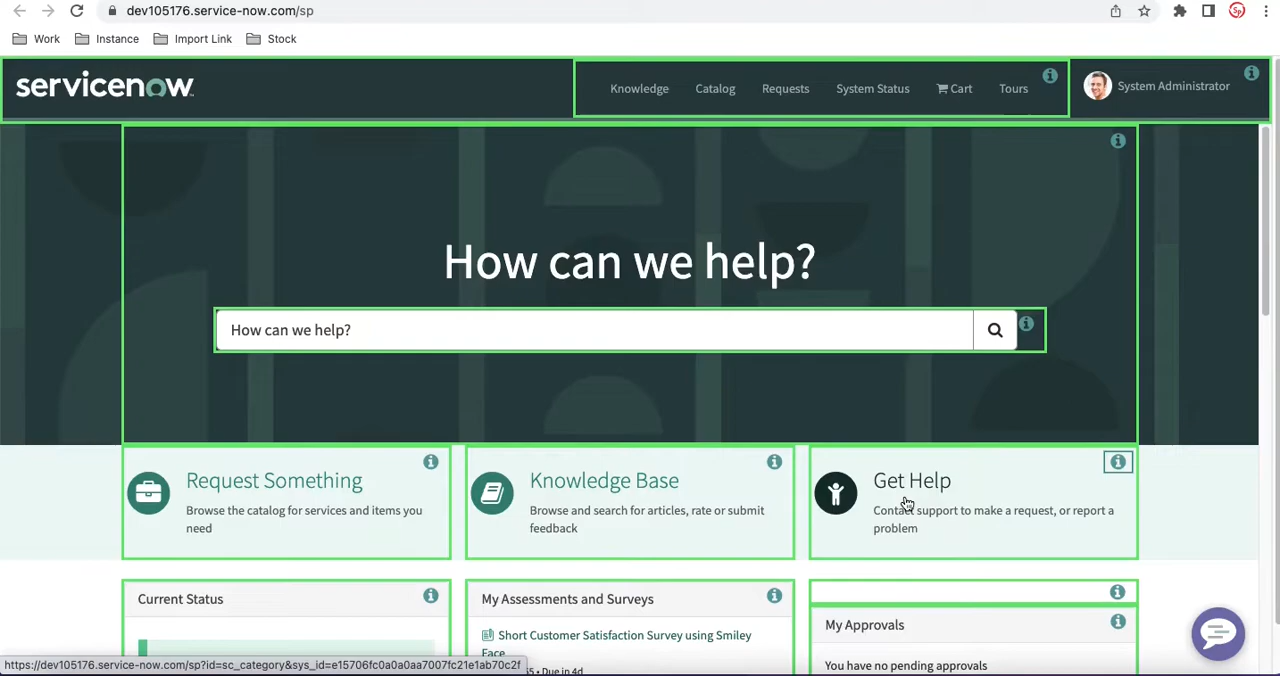 dev105176.service-now.com/sp
Work Instance Import Link Stock
servicenow
Knowledge Catalog Requests System Status Cart Tours
System Administrator
How can we help?
How can we help?
Request Something
Browse the catalog for services and items you
need
Knowledge Base
Browse and search for articles, rate or submit
feedback
Get Help
Contact support to make a request, or report a
problem
Current Status
My Assessments and Surveys
Short Customer Satisfaction Survey using Smiley
Face
• Due in 4d
My Approvals
You have no pending approvals
https://dev105176.service-now.com/sp?id=sc_category&sys_id=e15706fc0a0a0aa7007fc21e1ab70c2f